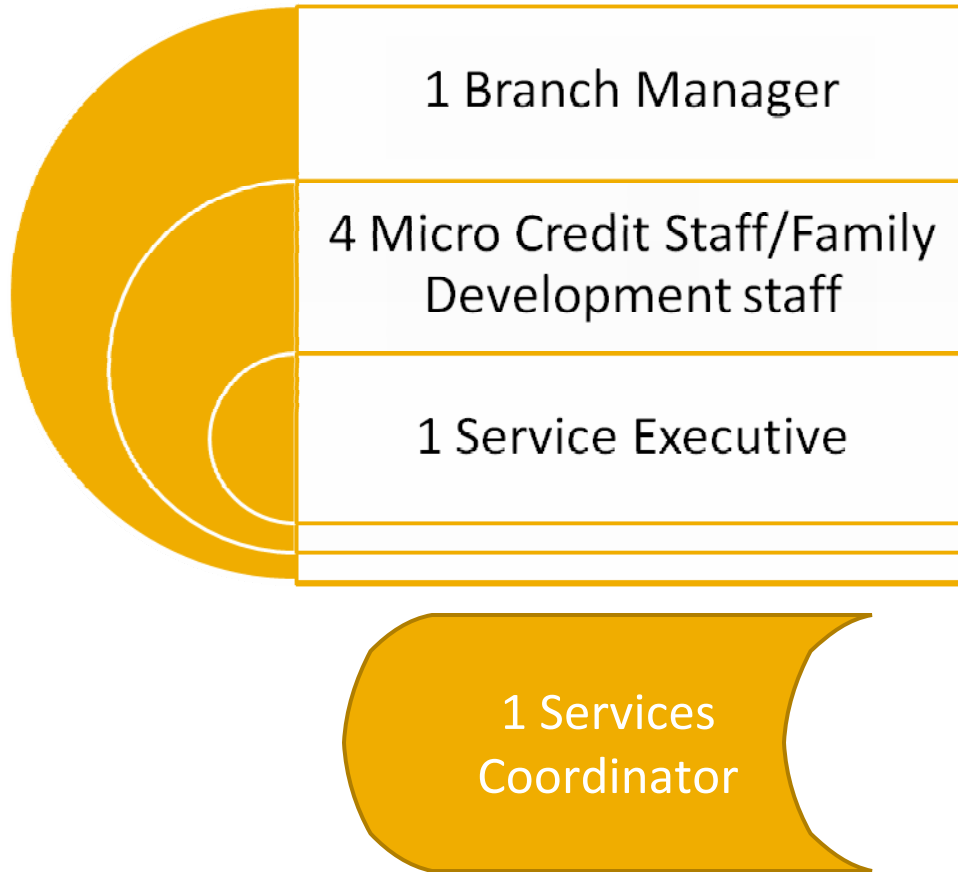 1 Branch Manager
4 Micro Credit Staff/Family
Development staff
1 Service Executive
1 Services
Coordinator